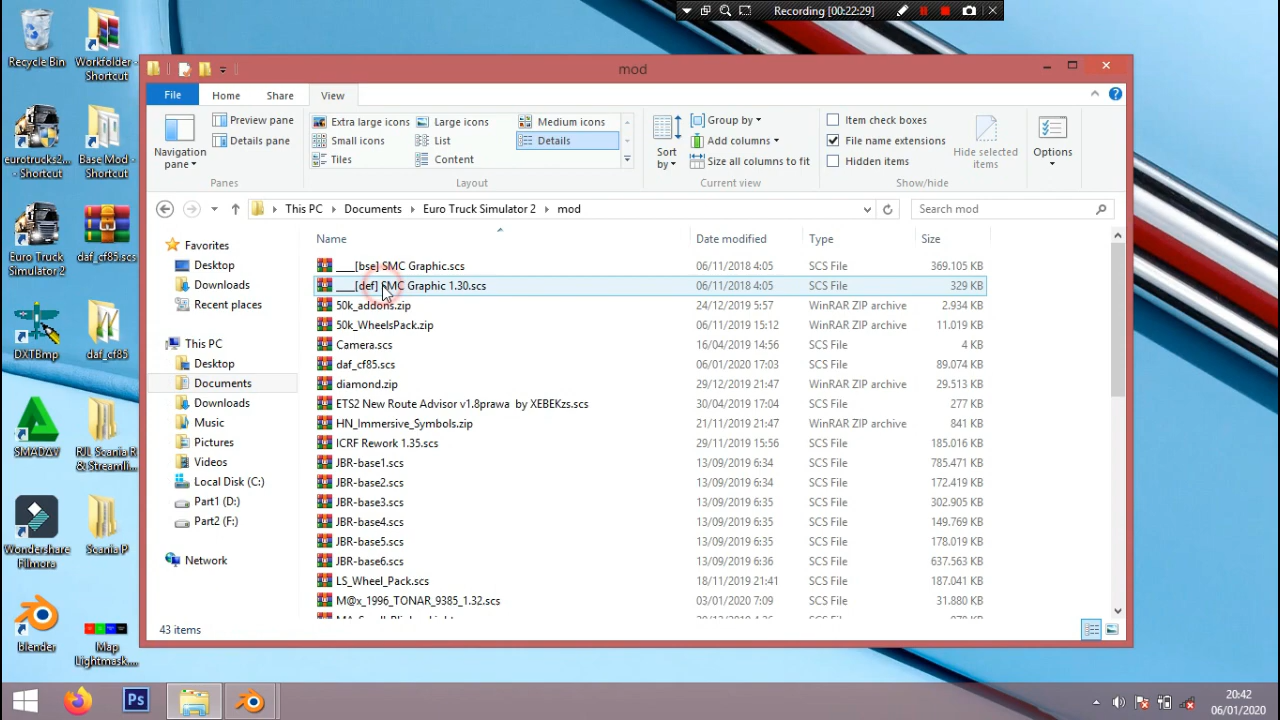 Recording [00:22:29]
Recycle Bin
Workfolder - Shortcut
eurotrucks2... - Shortcut
Base Mod - Shortcut
Euro Truck Simulator 2
daf_cf85.scs
DXTBmp
daf_cf85
SMADΔV
RJL Scania R & Streamli...
Wondershare Filmora
Scania P
blender
Map Lightmask....
mod
File Home Share View
Navigation pane
Preview pane
Details pane
Panes
Extra large icons Large icons Medium icons
Small icons List Details
Tiles Content
Layout
Sort by
Group by
Add columns
Size all columns to fit
Current view
Item check boxes
File name extensions
Hidden items
Hide selected items
Show/hide
Options
This PC Documents Euro Truck Simulator 2 mod
Search mod
Favorites
Desktop
Downloads
Recent places
This PC
Desktop
Documents
Downloads
Music
Pictures
Videos
Local Disk (C:)
Part1 (D:)
Part2 (F:)
Network
Name Date modified Type Size
___[bse] SMC Graphic.scs 06/11/2018 4:05 SCS File 369.105 KB
___[def] SMC Graphic 1.30.scs 06/11/2018 4:05 SCS File 329 KB
50k_addons.zip 24/12/2019 5:57 WinRAR ZIP archive 2.934 KB
50k_WheelsPack.zip 06/11/2019 15:12 WinRAR ZIP archive 11.019 KB
Camera.scs 16/04/2019 14:56 SCS File 4 KB
daf_cf85.scs 06/01/2020 17:03 SCS File 89.074 KB
diamond.zip 29/12/2019 21:47 WinRAR ZIP archive 29.513 KB
ETS2 New Route Advisor v1.8prawa by XEBEKzs.scs 30/04/2019 17:04 SCS File 277 KB
HN_Immersive_Symbols.zip 21/11/2019 21:47 WinRAR ZIP archive 841 KB
ICRF Rework 1.35.scs 29/11/2019 15:56 SCS File 185.016 KB
JBR-base1.scs 13/09/2019 6:34 SCS File 785.471 KB
JBR-base2.scs 13/09/2019 6:34 SCS File 172.419 KB
JBR-base3.scs 13/09/2019 6:35 SCS File 302.905 KB
JBR-base4.scs 13/09/2019 6:35 SCS File 149.769 KB
JBR-base5.scs 13/09/2019 6:35 SCS File 178.019 KB
JBR-base6.scs 13/09/2019 6:36 SCS File 637.563 KB
LS_Wheel_Pack.scs 18/11/2019 21:41 SCS File 187.041 KB
M@x_1996_TONAR_9385_1.32.scs 03/01/2020 7:09 SCS File 31.880 KB
43 items
Ps
20:42
06/01/2020